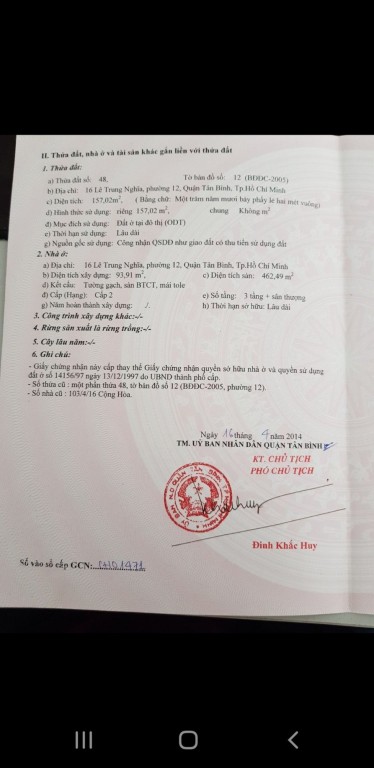 II. Thửa đất, nhà ở và tài sản khác gắn liền với thửa đất
1. Thửa đất:
a) Thửa đất số: 48, Tờ bản đồ số: 12 (BĐĐC-2005)
b) Địa chỉ: 16 Lê Trung Nghĩa, phường 12, Quận Tân Bình, Tp.Hồ Chí Minh
c) Diện tích: 157,02m², ( Bằng chữ: Một trăm năm mươi bảy phẩy lẻ hai mét vuông)
d) Hình thức sử dụng: riêng 157,02 m², chung Không m²
đ) Mục đích sử dụng: Đất ở tại đô thị (ODT)
e) Thời hạn sử dụng: Lâu dài
g) Nguồn gốc sử dụng: Công nhận QSDĐ như giao đất có thu tiền sử dụng đất
2. Nhà ở:
a) Địa chỉ: 16 Lê Trung Nghĩa, phường 12, Quận Tân Bình, Tp.Hồ Chí Minh
b) Diện tích xây dựng: 93,91 m², c) Diện tích sàn: 462,49 m²
d) Kết cấu: Tường gạch, sàn BTCT, mái tole
đ) Cấp (Hạng): Cấp 2 e) Số tầng: 3 tầng + sân thượng
g) Năm hoàn thành xây dựng: ./. h) Thời hạn sở hữu: Lâu dài
3. Công trình xây dựng khác:-/-
4. Rừng sản xuất là rừng trồng:-/-
5. Cây lâu năm:-/-
6. Ghi chú:
- Giấy chứng nhận này cấp thay thế Giấy chứng nhận quyền sở hữu nhà ở và quyền sử dụng
đất ở số 14156/97 ngày 13/12/1997 do UBND thành phố cấp.
- Số thửa cũ : một phần thửa 48, tờ bản đồ số 12 (BĐĐC-2005, phường 12).
- Số nhà cũ : 103/4/16 Cộng Hòa.
Ngày 16 tháng 4 năm 2014
TM. UỶ BAN NHÂN DÂN QUẬN TÂN BÌNH
KT. CHỦ TỊCH
PHÓ CHỦ TỊCH
Đinh Khắc Huy
Số vào sổ cấp GCN: CH01971